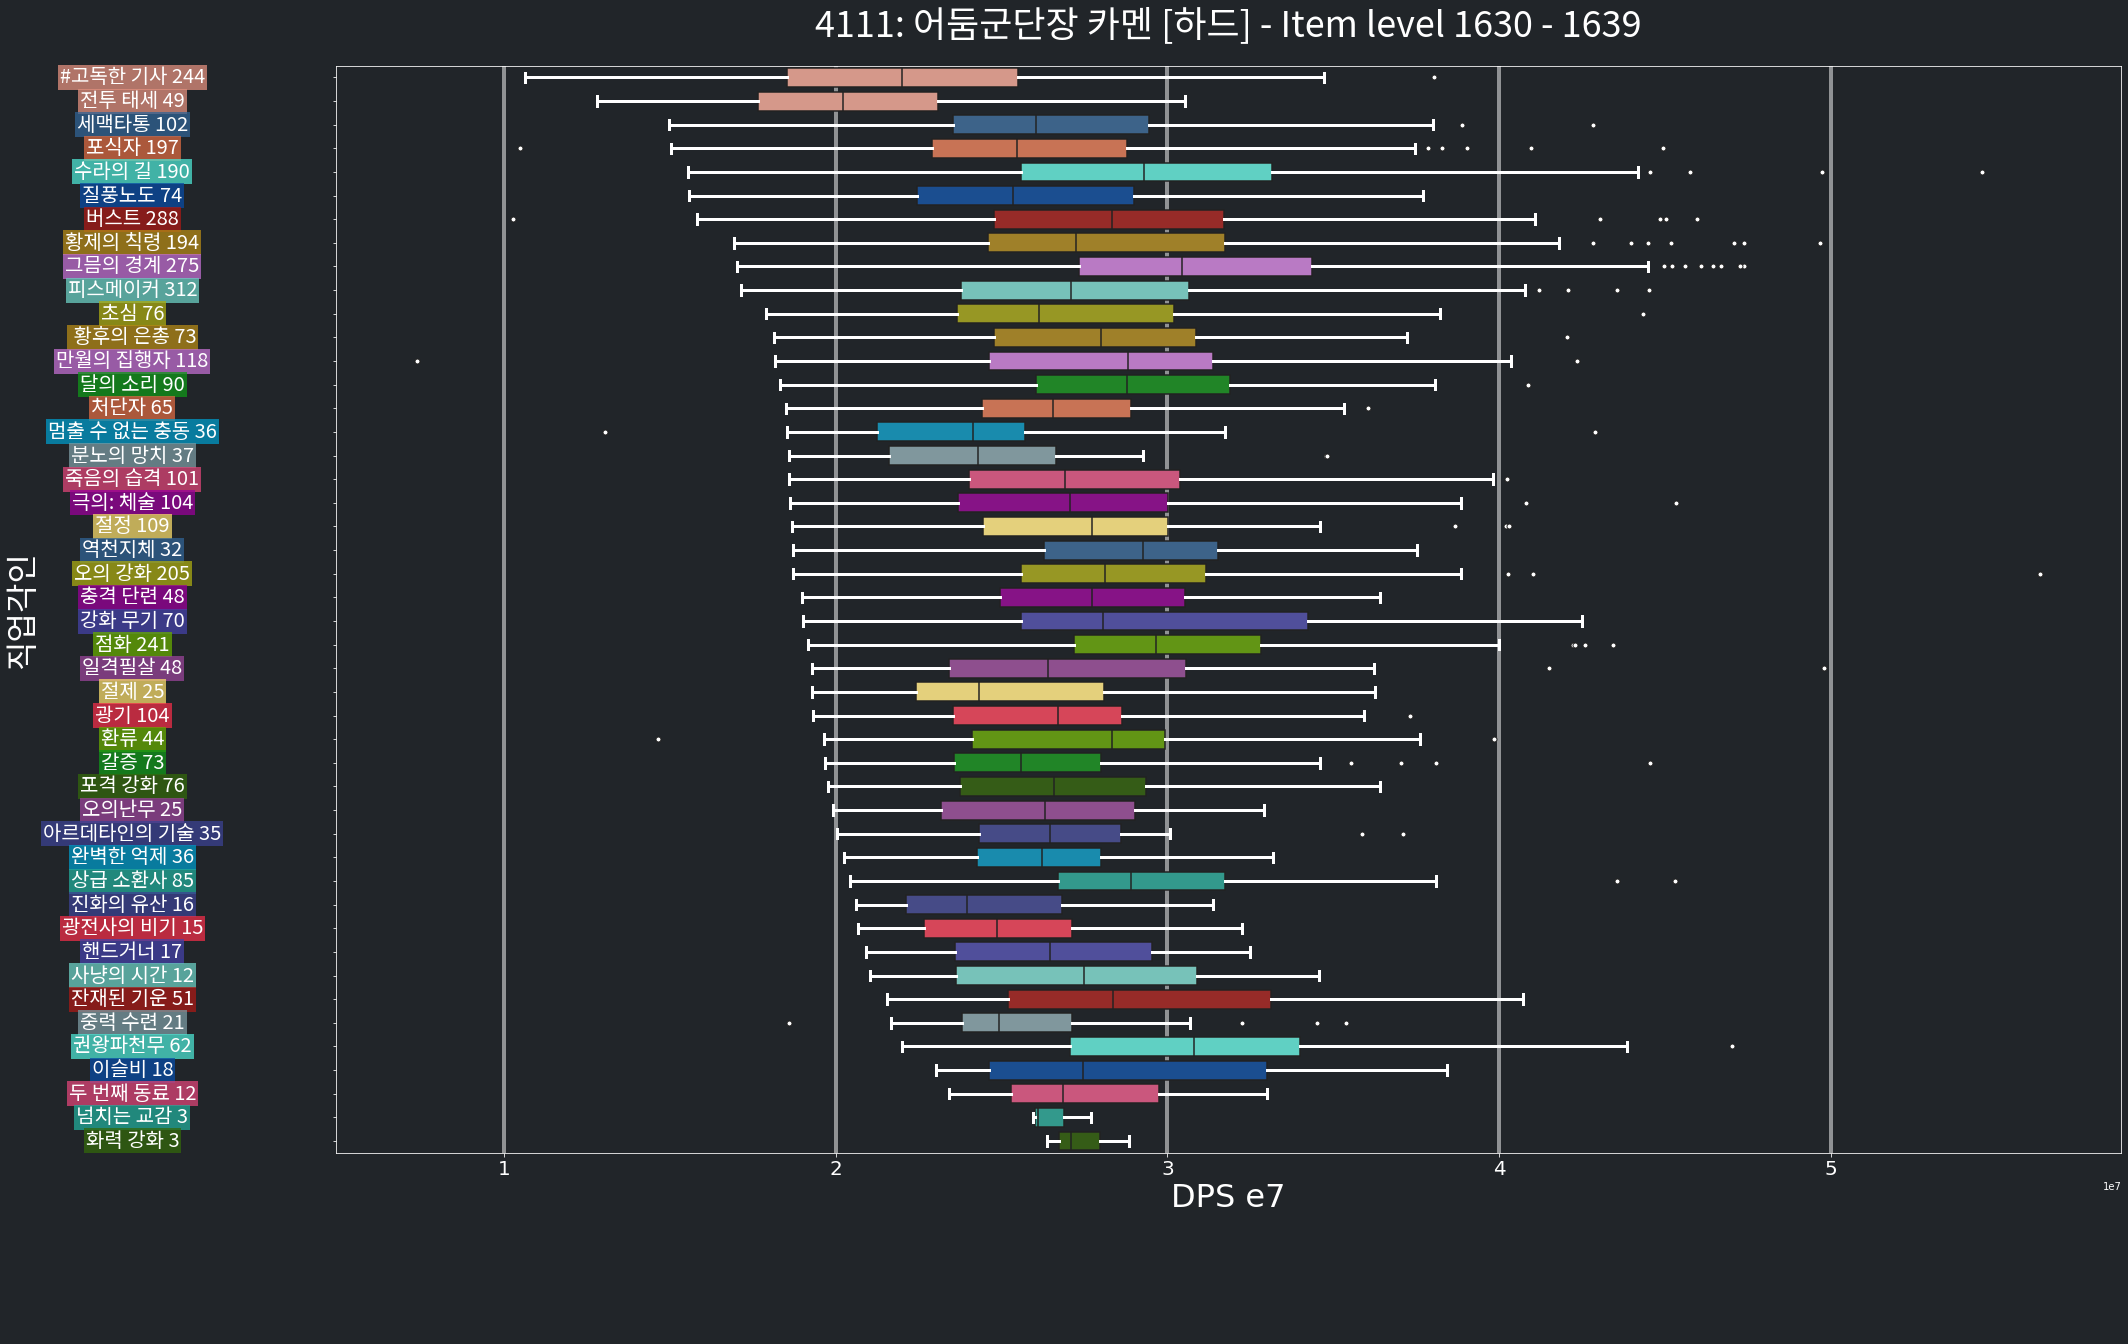 4111: 어둠군단장 카멘 [하드] - Item level 1630 - 1639
#고독한 기사 244
전투 태세 49
세맥타통 102
포식자 197
수라의 길 190
질풍노도 74
버스트 288
황제의 칙령 194
그믐의 경계 275
피스메이커 312
초심 76
황후의 은총 73
만월의 집행자 118
달의 소리 90
처단자 65
멈출 수 없는 충동 36
분노의 망치 37
죽음의 습격 101
극의: 체술 104
절정 109
역천지체 32
오의 강화 205
충격 단련 48
강화 무기 70
점화 241
일격필살 48
절제 25
광기 104
환류 44
갈증 73
포격 강화 76
오의난무 25
아르데타인의 기술 35
완벽한 억제 36
상급 소환사 85
진화의 유산 16
광전사의 비기 15
핸드거너 17
사냥의 시간 12
잔재된 기운 51
중력 수련 21
권왕파천무 62
이슬비 18
두 번째 동료 12
넘치는 교감 3
화력 강화 3
직업각인
1 2 3 4 5
DPS e7
1e7